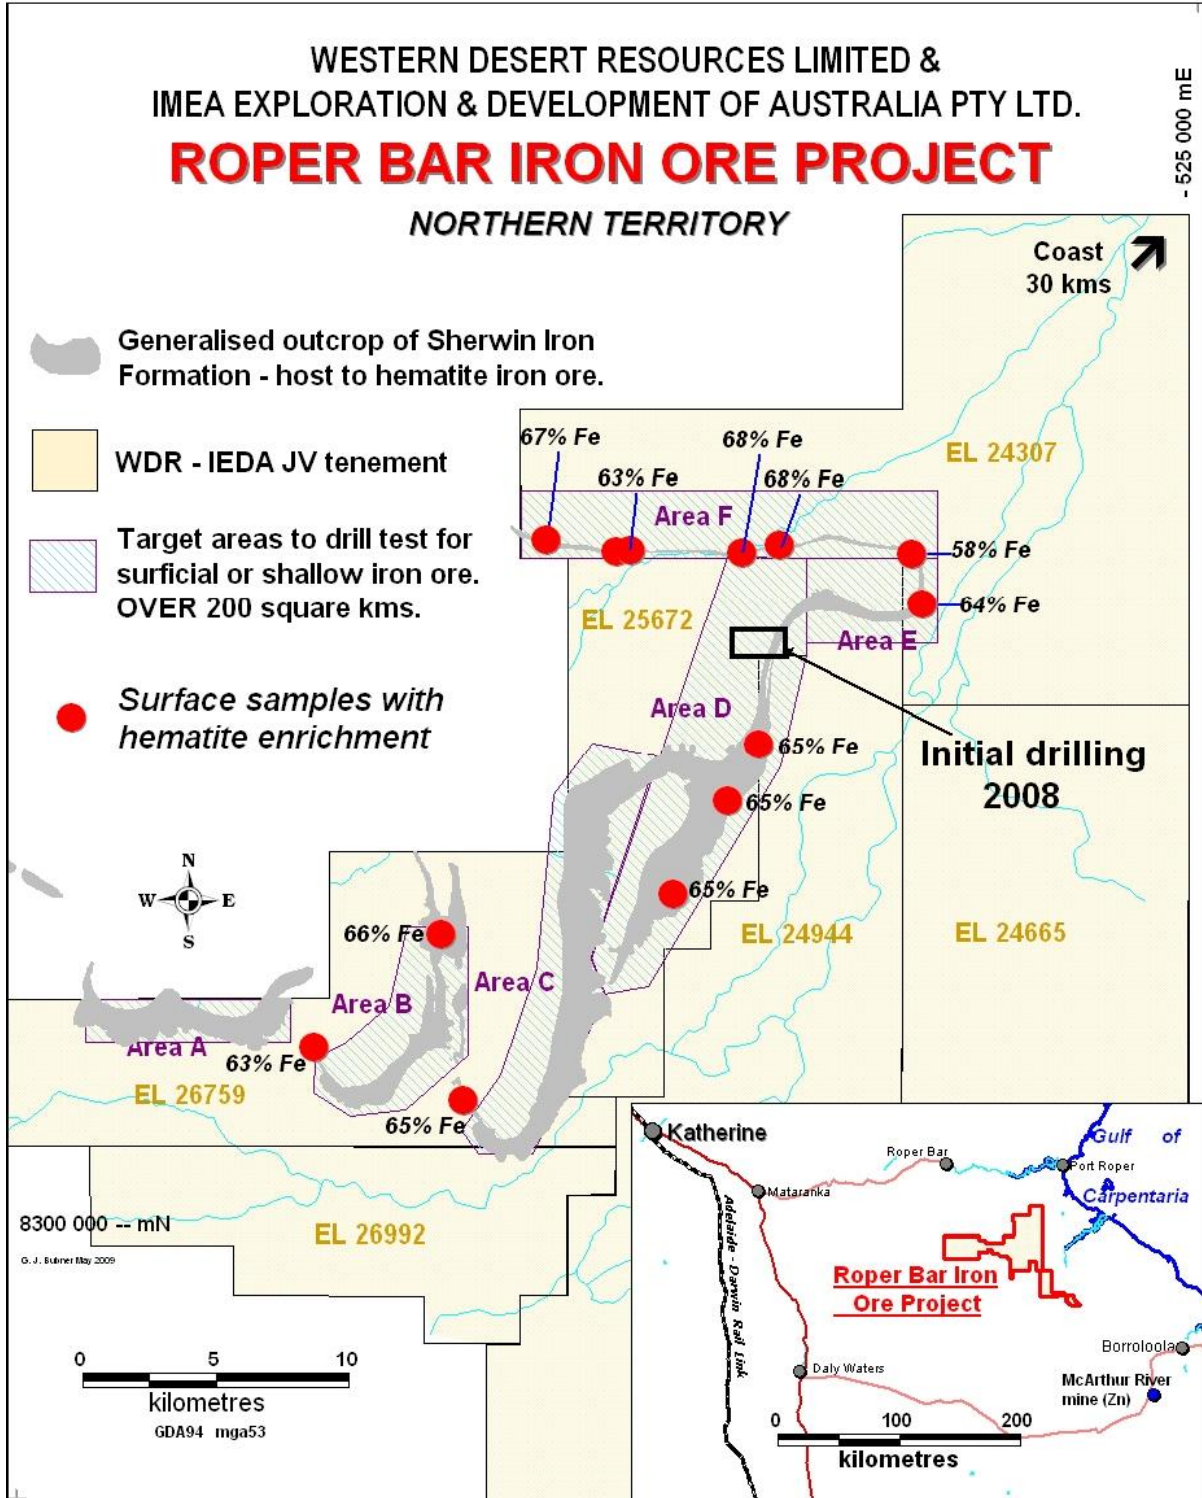 WESTERN DESERT RESOURCES LIMITED &
IMEA EXPLORATION & DEVELOPMENT OF AUSTRALIA PTY LTD.
ROPER BAR IRON ORE PROJECT
NORTHERN TERRITORY
- 525 000 mE
Coast
30 kms
Generalised outcrop of Sherwin Iron
Formation - host to hematite iron ore.
WDR - IEDA JV tenement
Target areas to drill test for
surficial or shallow iron ore.
OVER 200 square kms.
Surface samples with
hematite enrichment
67% Fe
63% Fe
68% Fe
68% Fe
EL 24307
Area F
58% Fe
64% Fe
EL 25672
Area E
Area D
65% Fe
Initial drilling
2008
65% Fe
65% Fe
N
W
E
S
66% Fe
EL 24944
EL 24665
Area C
Area B
Area A
63% Fe
EL 26759
65% Fe
8300 000 -- mN
EL 26992
G. J. Bubner May 2009
0 5 10
kilometres
GDA94 mga53
Katherine
Roper Bar
Port Roper
Gulf of
Carpentaria
Mataranka
Adelaide - Darwin Rail Link
Roper Bar Iron
Ore Project
Borroloola
Daly Waters
McArthur River
mine (Zn)
0 100 200
kilometres